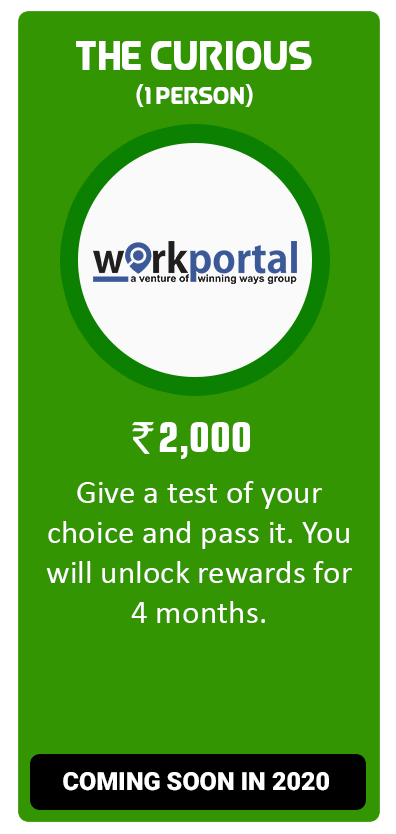 THE CURIOUS
(1 PERSON)
workportal
a venture of winning ways group
₹2,000
Give a test of your
choice and pass it. You
will unlock rewards for
4 months.
COMING SOON IN 2020